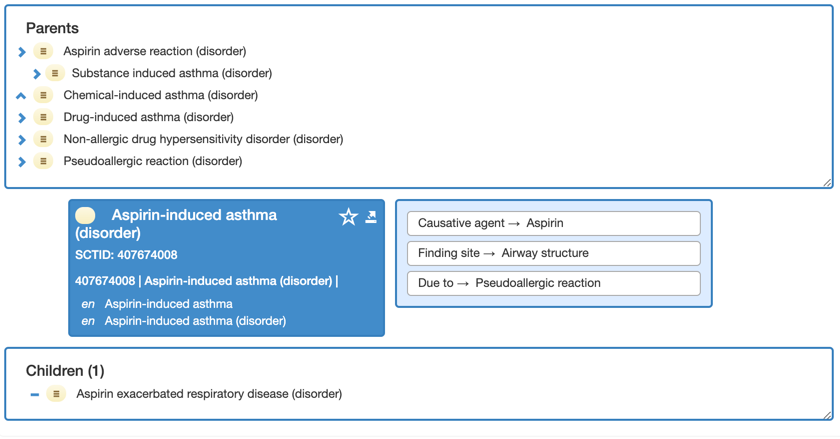 Parents
Aspirin adverse reaction (disorder)
Substance induced asthma (disorder)
Chemical-induced asthma (disorder)
Drug-induced asthma (disorder)
Non-allergic drug hypersensitivity disorder (disorder)
Pseudoallergic reaction (disorder)
Aspirin-induced asthma
(disorder)
SCTID: 407674008
407674008 | Aspirin-induced asthma (disorder) |
en Aspirin-induced asthma
en Aspirin-induced asthma (disorder)
Causative agent → Aspirin
Finding site → Airway structure
Due to → Pseudoallergic reaction
Children (1)
Aspirin exacerbated respiratory disease (disorder)